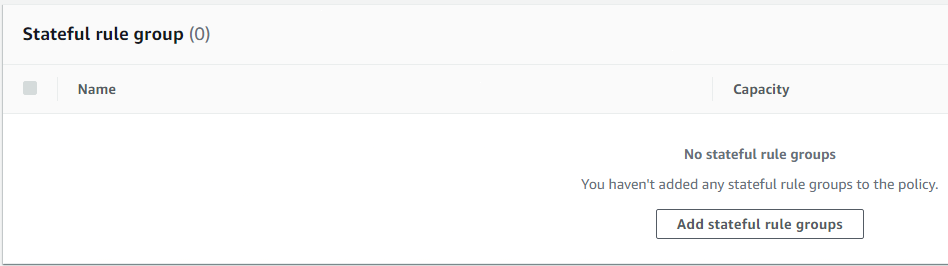 Stateful rule group (0)
Name Capacity
No stateful rule groups
You haven't added any stateful rule groups to the policy.
Add stateful rule groups